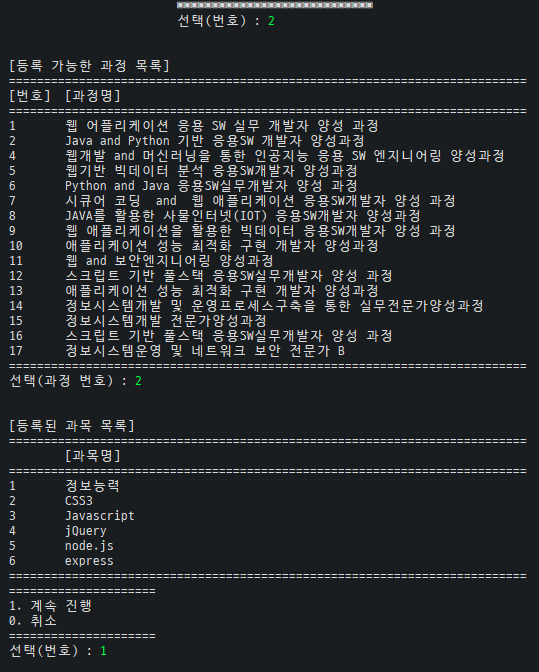 선택(번호) : 2
[등록 가능한 과정 목록]
==========================================================================
[번호] [과정명]
==========================================================================
1 웹 어플리케이션 응용 SW 실무 개발자 양성 과정
2 Java and Python 기반 응용SW 개발자 양성과정
4 웹개발 and 머신러닝을 통한 인공지능 응용 SW 엔지니어링 양성과정
5 웹기반 빅데이터 분석 응용SW개발자 양성과정
6 Python and Java 응용SW실무개발자 양성 과정
7 시큐어 코딩  and  웹 애플리케이션 응용SW개발자 양성 과정
8 JAVA를 활용한 사물인터넷(IOT) 응용SW개발자 양성과정
9 웹 애플리케이션을 활용한 빅데이터 응용SW개발자 양성 과정
10 애플리케이션 성능 최적화 구현 개발자 양성과정
11 웹 and 보안엔지니어링 양성과정
12 스크립트 기반 풀스택 응용SW실무개발자 양성 과정
13 애플리케이션 성능 최적화 구현 개발자 양성과정
14 정보시스템개발 및 운영프로세스구축을 통한 실무전문가양성과정
15 정보시스템개발 전문가양성과정
16 스크립트 기반 풀스택 응용SW실무개발자 양성 과정
17 정보시스템운영 및 네트워크 보안 전문가 B
==========================================================================
선택(과정 번호) : 2
[등록된 과목 목록]
==========================================================================
[과목명]
==========================================================================
1 정보능력
2 CSS3
3 Javascript
4 jQuery
5 node.js
6 express
==========================================================================
=====================
1. 계속 진행
0. 취소
=====================
선택(번호) : 1